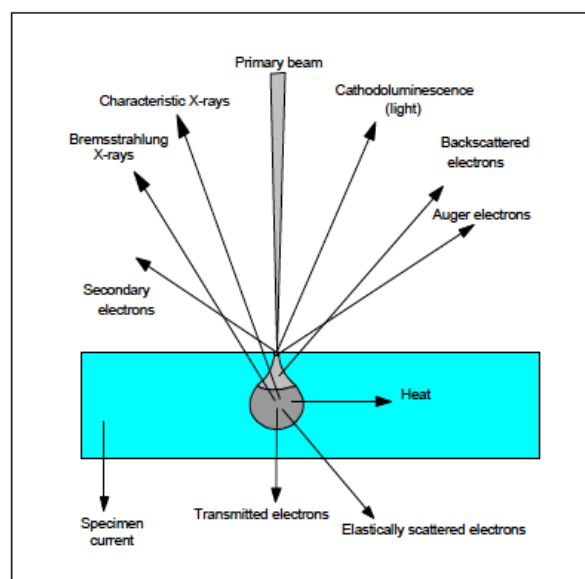 Primary beam
Characteristic X-rays
Cathodoluminescence
(light)
Bremsstrahlung
X-rays
Backscattered
electrons
Auger electrons
Secondary
electrons
Heat
Transmitted electrons
Specimen
current
Elastically scattered electrons